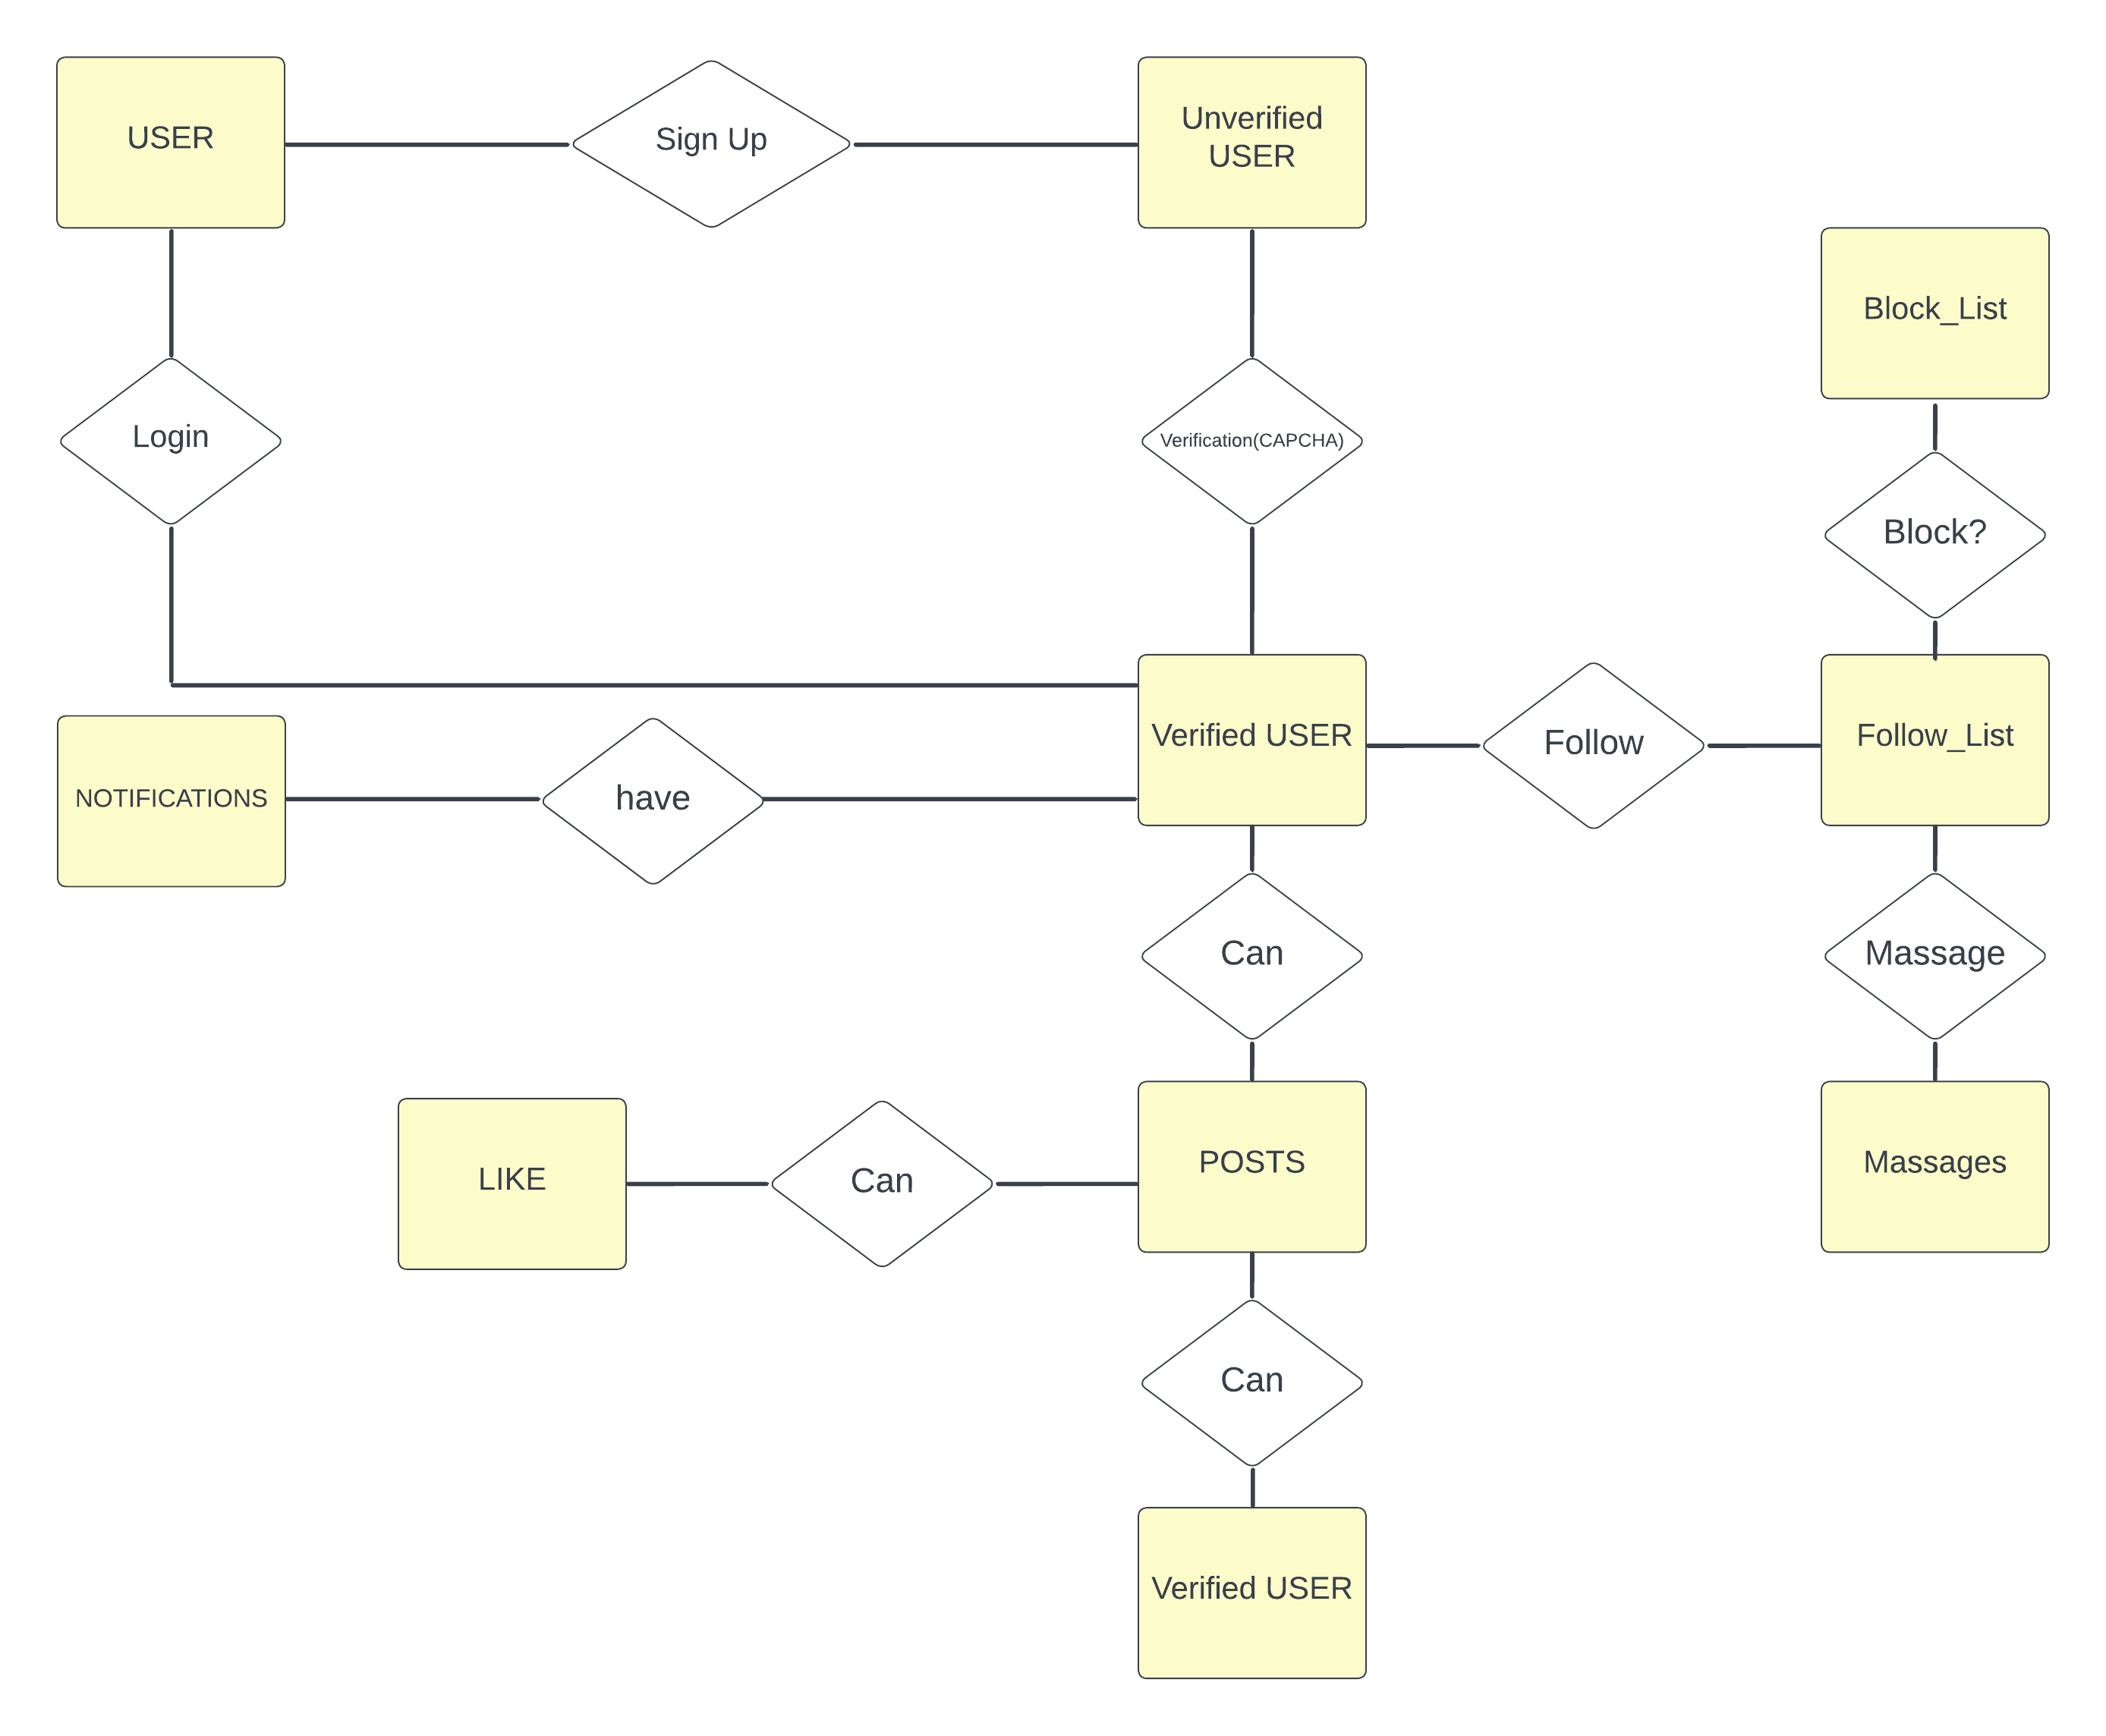 USER
Sign Up
Unverified
USER
Block_List
Login
Verification(CAPCHA)
Block?
Verified USER
Follow
Follow_List
NOTIFICATIONS
have
Can
Massage
LIKE
Can
POSTS
Massages
Can
Verified USER